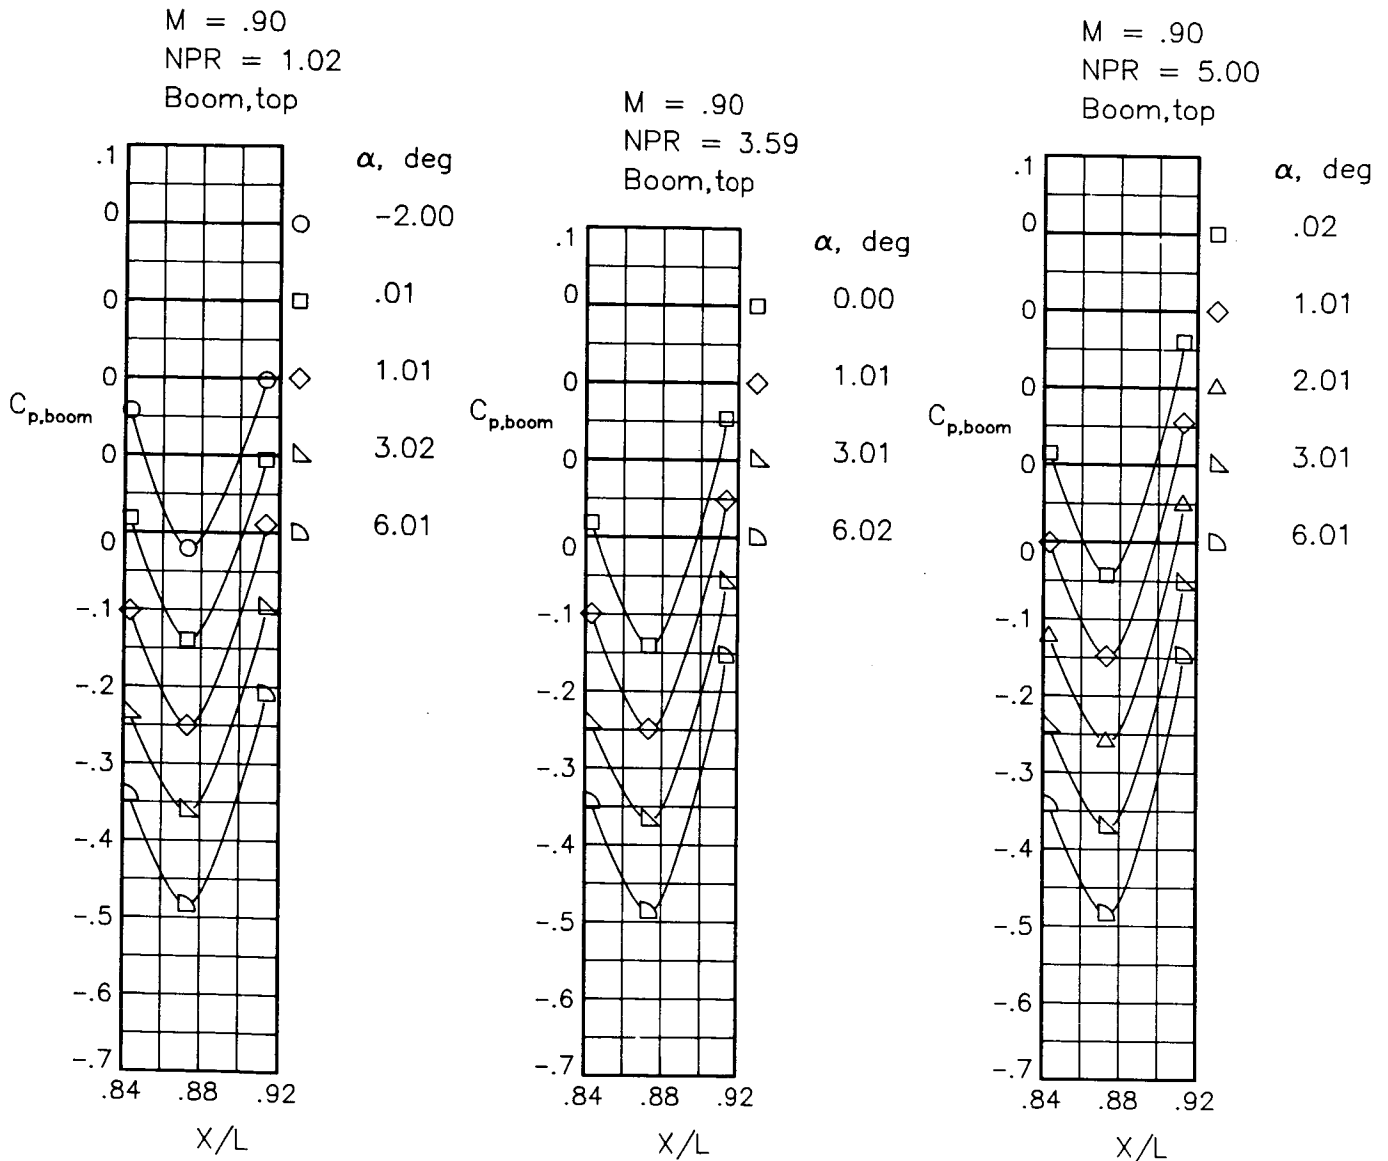 M = .90
NPR = 1.02
Boom,top
.1
α, deg
0
-2.00
0
.01
0
1.01
C p,boom
0
3.02
0
6.01
-.1
-.2
-.3
-.4
-.5
-.6
-.7
.84 .88 .92
X/L
M = .90
NPR = 3.59
Boom,top
.1
α, deg
0
0.00
0
1.01
C p,boom
0
3.01
0
6.02
-.1
-.2
-.3
-.4
-.5
-.6
-.7
.84 .88 .92
X/L
M = .90
NPR = 5.00
Boom,top
.1
α, deg
0
.02
0
1.01
0
2.01
C p,boom
0
3.01
0
6.01
-.1
-.2
-.3
-.4
-.5
-.6
-.7
.84 .88 .92
X/L